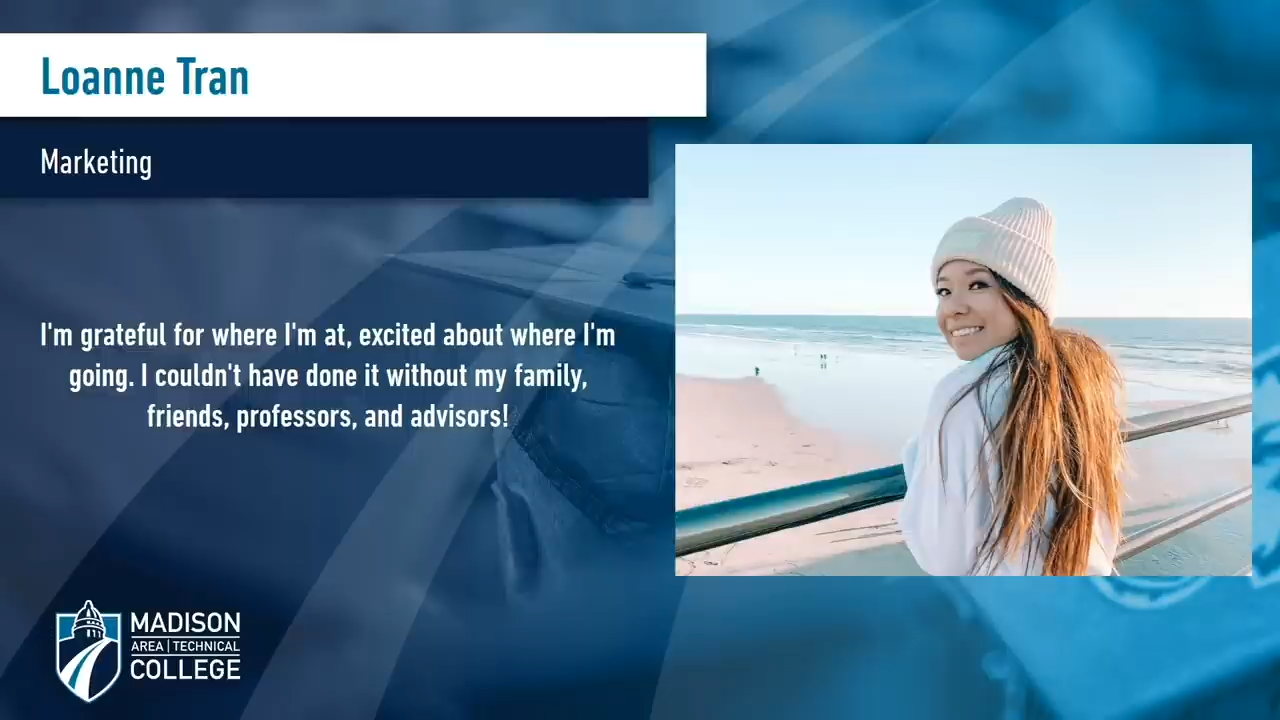 Loanne Tran
Marketing
I'm grateful for where I'm at, excited about where I'm
going. I couldn't have done it without my family,
friends, professors, and advisors!
MADISON
AREA | TECHNICAL
COLLEGE